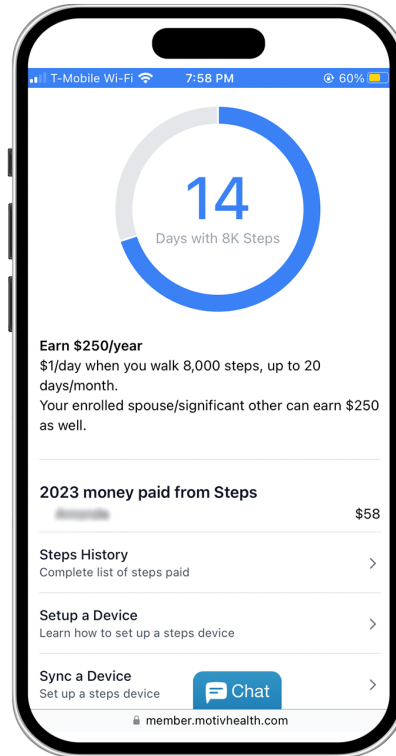 T-Mobile Wi-Fi 7:58 PM 60%
14
Days with 8K Steps
Earn $250/year
$1/day when you walk 8,000 steps, up to 20
days/month.
Your enrolled spouse/significant other can earn $250
as well.
2023 money paid from Steps
$58
Steps History
Complete list of steps paid
Setup a Device
Learn how to set up a steps device
Sync a Device
Set up a steps device
Chat
member.motivhealth.com